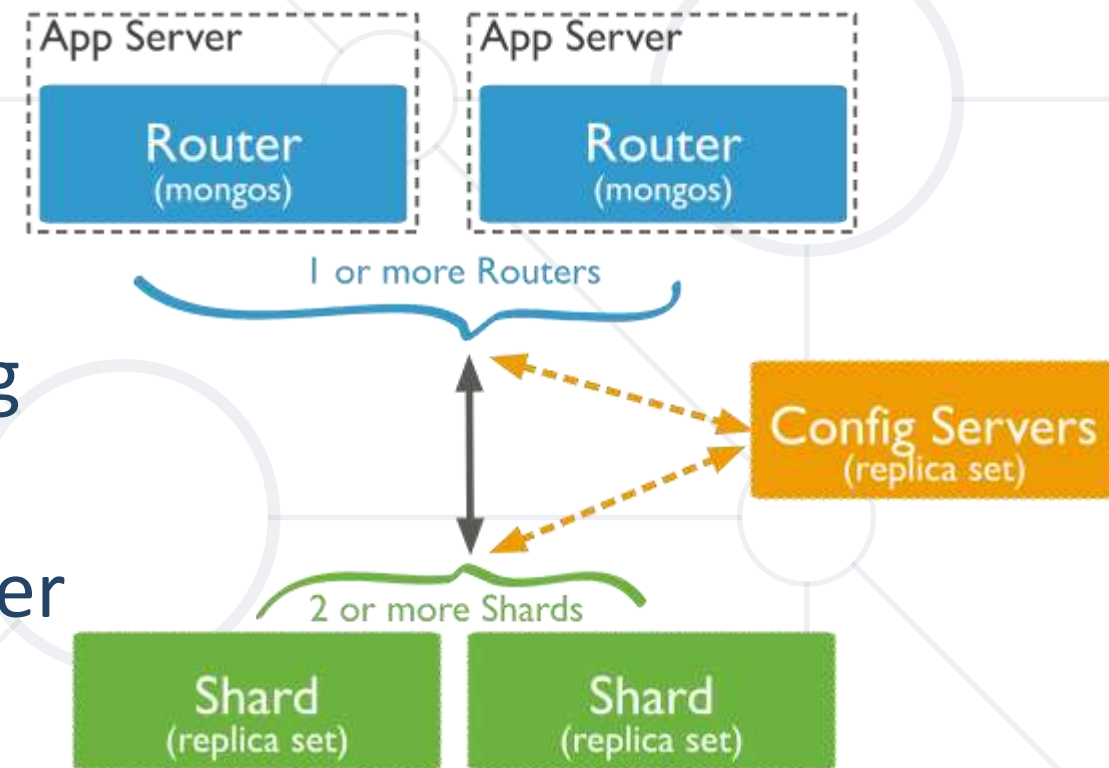 App Server
App Server
Router
(mongos)
Router
(mongos)
1 or more Routers
Config Servers
(replica set)
2 or more Shards
Shard
(replica set)
Shard
(replica set)